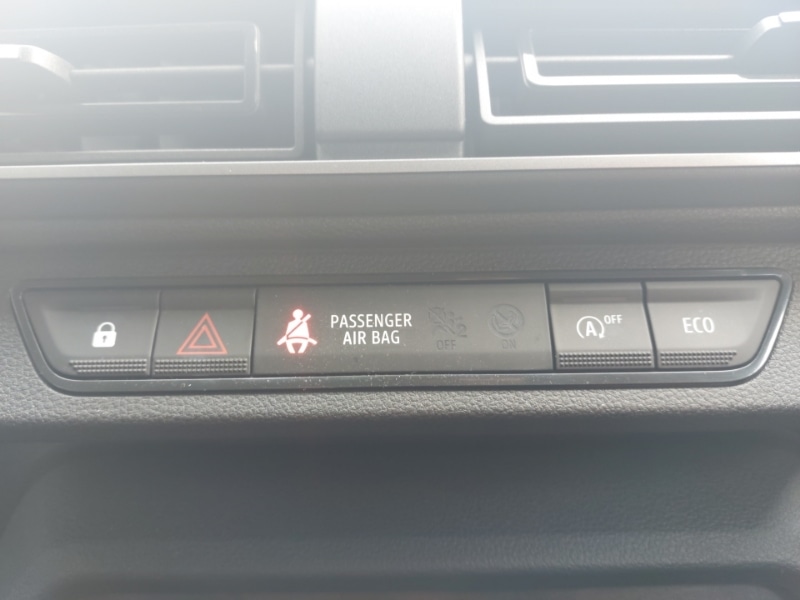 PASSENGER
AIR BAG
OFF
ON
A OFF
ECO